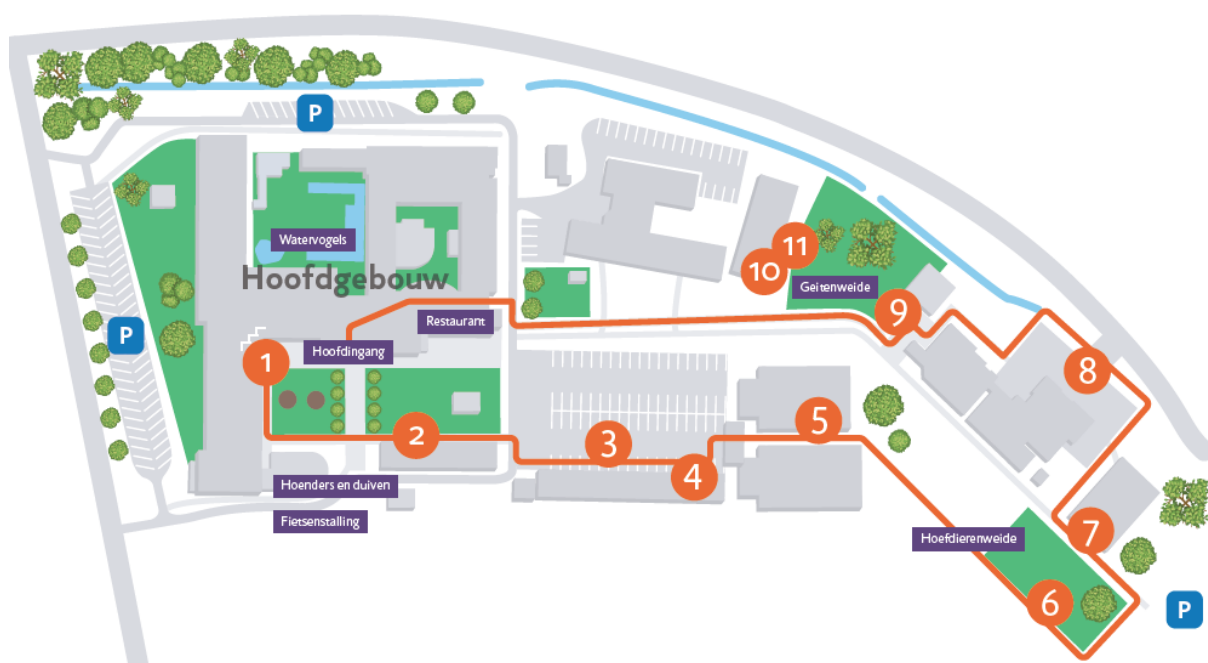 P
Watervogels
Hoofdgebouw
11
10
Geitenweide
Restaurant
9
P
Hoofdingang
1
8
2
5
3
4
Hoenders en duiven
Fietsenstalling
7
Hoefdierenweide
6
P